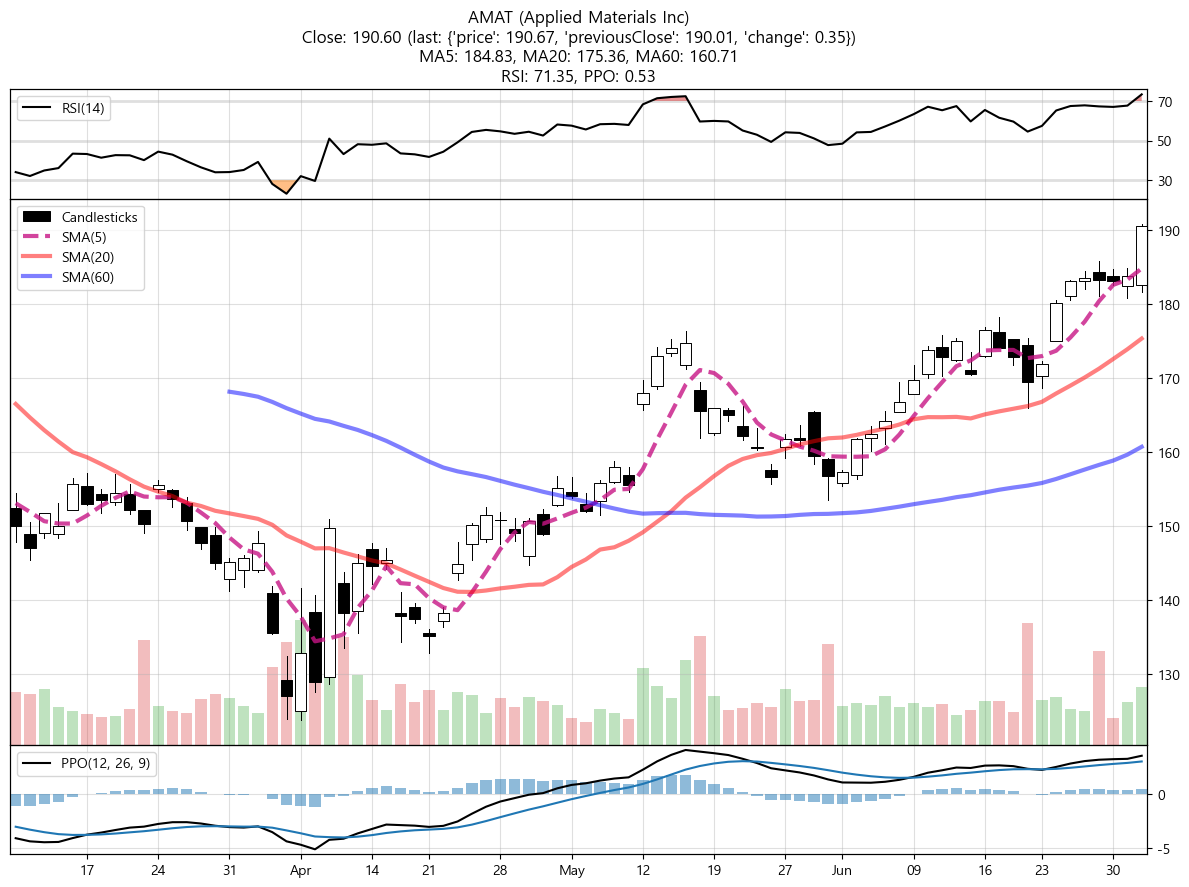 AMAT (Applied Materials Inc)
Close: 190.60 (last: {'price': 190.67, 'previousClose': 190.01, 'change': 0.35})
MA5: 184.83, MA20: 175.36, MA60: 160.71
RSI: 71.35, PPO: 0.53
RSI(14)
70
50
30
Candlesticks
SMA(5)
SMA(20)
SMA(60)
190
180
170
160
150
140
130
PPO(12, 26, 9)
0
-5
17 24 31 Apr 14 21 28 May 12 19 27 Jun 09 16 23 30